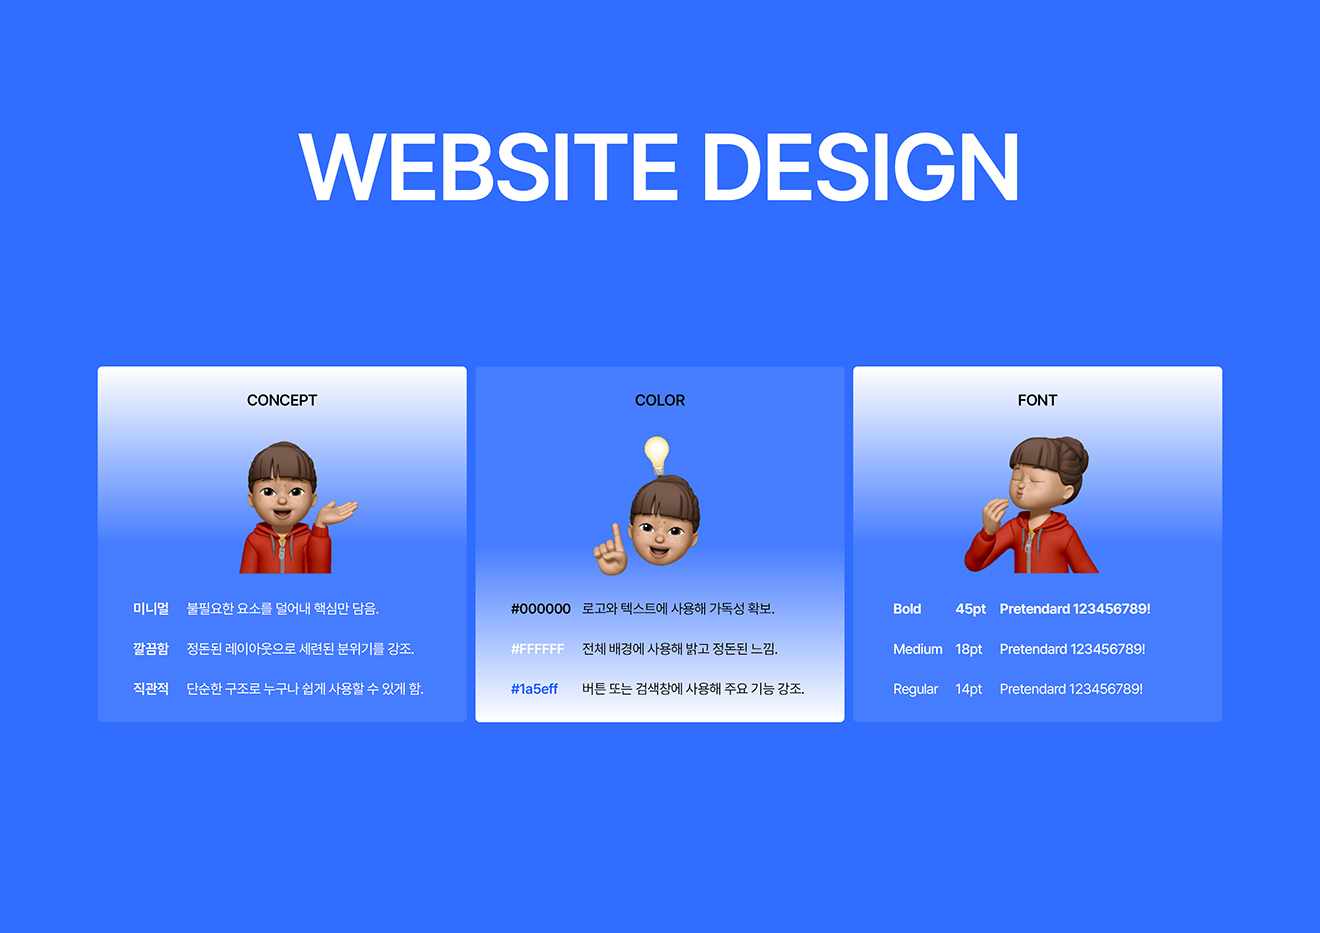 WEBSITE DESIGN
CONCEPT
미니멀 불필요한 요소를 덜어내 핵심만 담음.
깔끔함 정돈된 레이아웃으로 세련된 분위기를 강조.
직관적 단순한 구조로 누구나 쉽게 사용할 수 있게 함.
COLOR
#000000 로고와 텍스트에 사용해 가독성 확보.
#FFFFFF 전체 배경에 사용해 밝고 정돈된 느낌.
#1a5eff 버튼 또는 검색창에 사용해 주요 기능 강조.
FONT
Bold 45pt Pretendard 123456789!
Medium 18pt Pretendard 123456789!
Regular 14pt Pretendard 123456789!